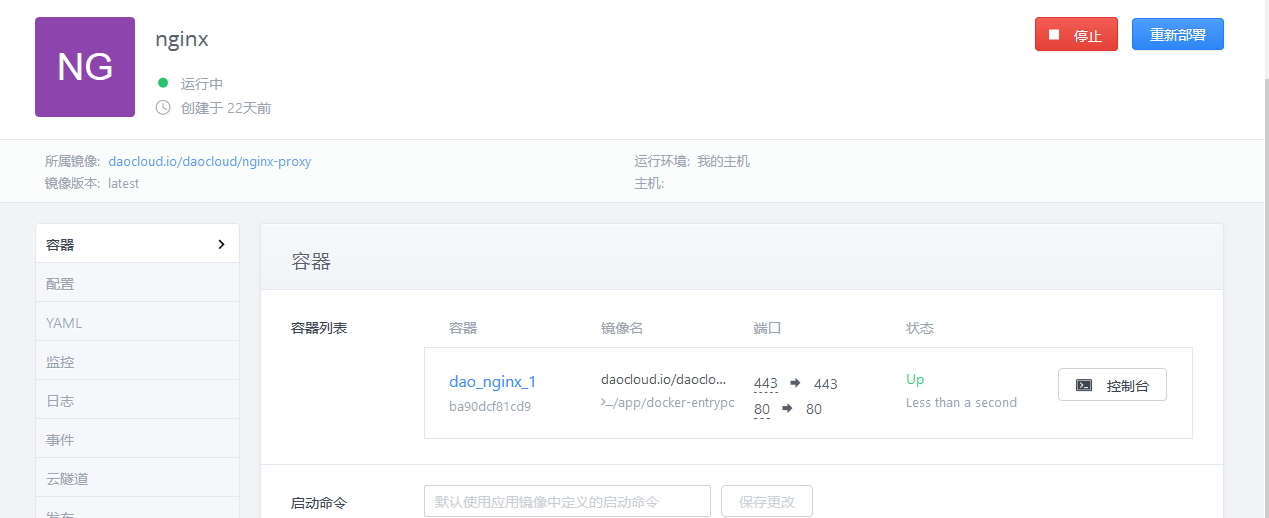 NG
nginx
停止
重新部署
运行中
创建于 22天前
所属镜像: daocloud.io/daocloud/nginx-proxy
运行环境: 我的主机
镜像版本: latest
主机:
容器
配置
YAML
监控
日志
事件
云隧道
发布
容器
容器列表
容器 镜像名 端口 状态
dao_nginx_1
ba90dcf81cd9
daocloud.io/daoclo...
>_/app/docker-entrypo
443 443
80 80
Up
Less than a second
控制台
启动命令
默认使用应用镜像中定义的启动命令
保存更改